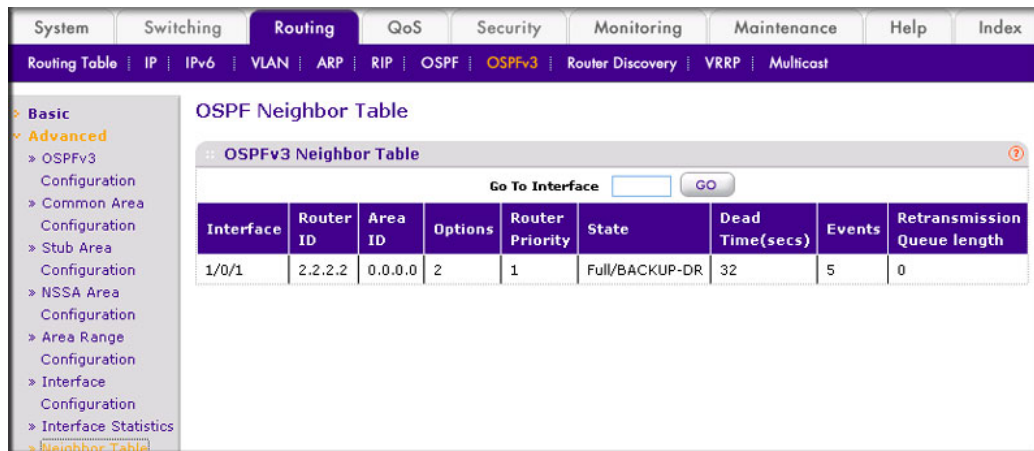 System Switching Routing QoS Security Monitoring Maintenance Help Index
Routing Table IP IPv6 VLAN ARP RIP OSPF OSPFv3 Router Discovery VRRP Multicast
Basic
Advanced
» OSPFv3
Configuration
» Common Area
Configuration
» Stub Area
Configuration
» NSSA Area
Configuration
» Area Range
Configuration
» Interface
Configuration
» Interface Statistics
» Neighbor Table
OSPF Neighbor Table
OSPFv3 Neighbor Table ?
Go To Interface GO
Interface Router ID Area ID Options Router Priority State Dead Time(secs) Events Retransmission Queue length
1/0/1 2.2.2.2 0.0.0.0 2 1 Full/BACKUP-DR 32 5 0